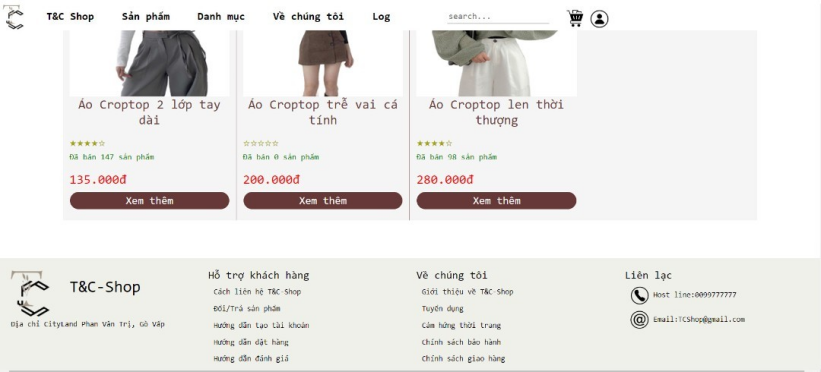 T&C Shop Sản phẩm Danh mục Về chúng tôi Log search...
Áo Croptop 2 lớp tay
dài
Đã bán 147 sản phẩm
135.000đ
Xem thêm
Áo Croptop trễ vai cá
tính
Đã bán 0 sản phẩm
200.000đ
Xem thêm
Áo Croptop len thời
thượng
Đã bán 98 sản phẩm
280.000đ
Xem thêm
T&C-Shop
Địa chỉ CityLand Phan Văn Trị, Gò Vấp
Hỗ trợ khách hàng
Cách liên hệ T&C-Shop
Đổi/Trả sản phẩm
Hướng dẫn tạo tài khoản
Hướng dẫn đặt hàng
Hướng dẫn đánh giá
Về chúng tôi
Giới thiệu về T&C-Shop
Tuyển dụng
Cảm hứng thời trang
Chính sách bảo hành
Chính sách giao hàng
Liên lạc
Host line:0099777777
Email:TCShop@gmail.com